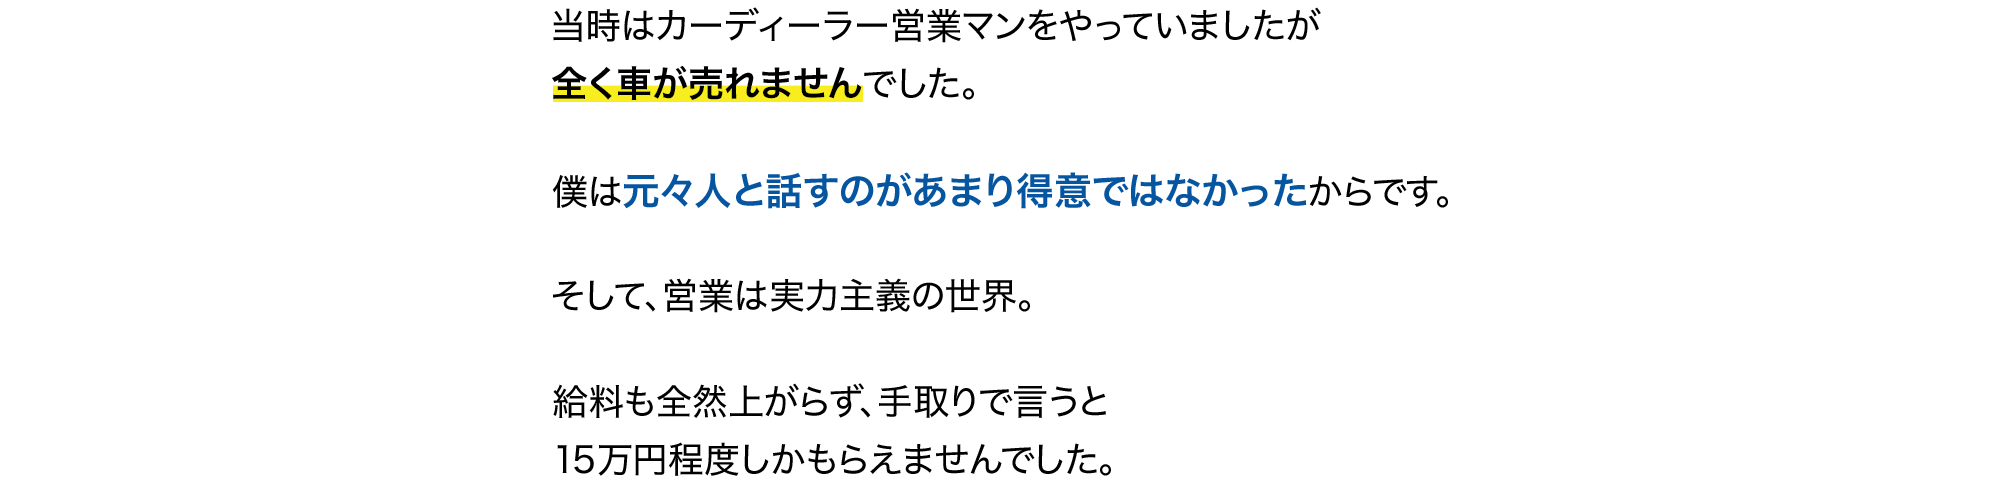 当時はカーディーラー営業マンをやっていましたが
全く車が売れませんでした。
僕は元々人と話すのがあまり得意ではなかったからです。
そして、営業は実力主義の世界。
給料も全然上がらず、手取りで言うと
15万円程度しかもらえませんでした。